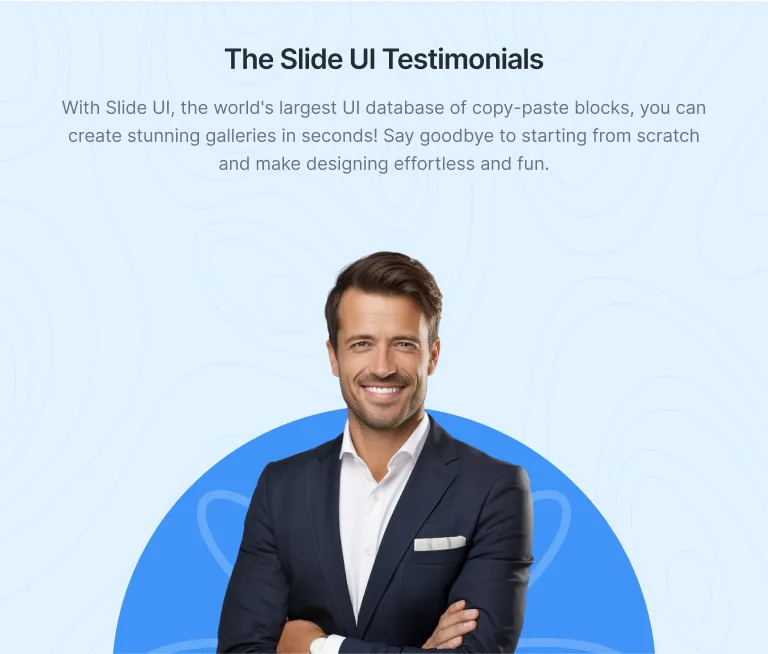 The Slide UI Testimonials
With Slide UI, the world's largest UI database of copy-paste blocks, you can
create stunning galleries in seconds! Say goodbye to starting from scratch
and make designing effortless and fun.